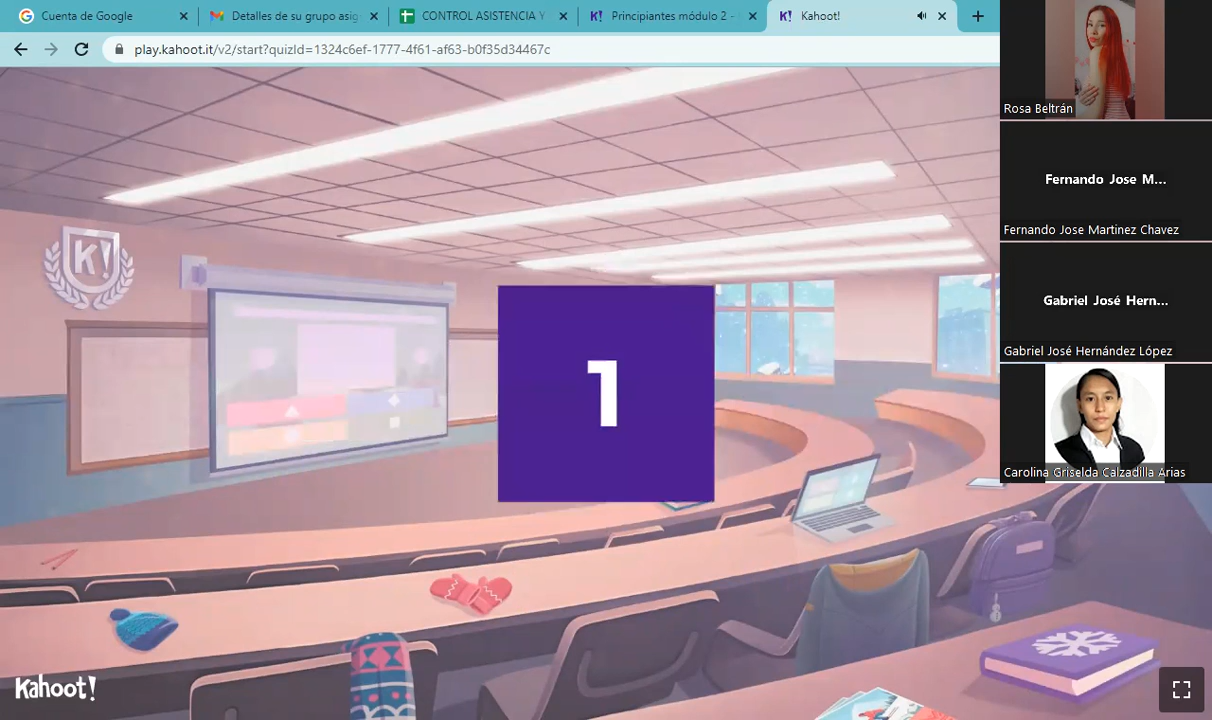 Cuenta de Google
Detalles de su grupo asig
CONTROL ASISTENCIA Y
Principiantes módulo 2 -
Kahoot!
play.kahoot.it/v2/start?quizId=1324c6ef-1777-4f61-af63-b0f35d34467c
Rosa Beltrán
K!
Fernando Jose M...
Fernando Jose Martinez Chavez
Gabriel José Hern...
Gabriel José Hernández López
1
Carolina Griselda Calzadilla Arias
Kahoot!